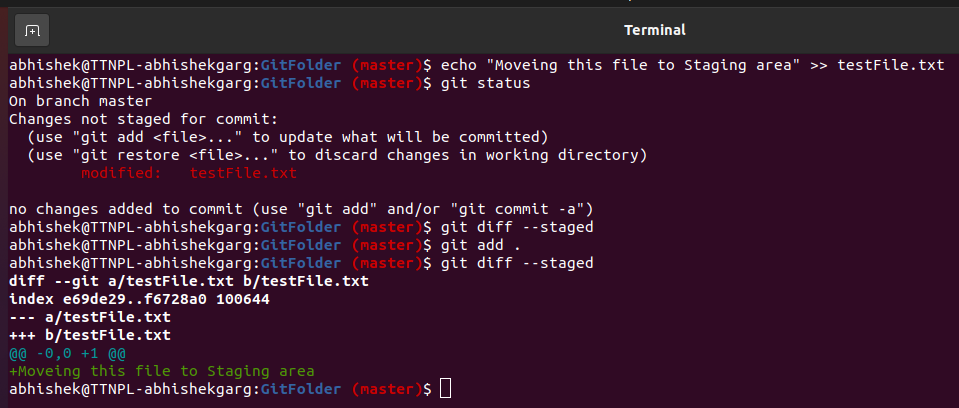 Terminal
abhishek@TTNPL-abhishekgarg:GitFolder (master)$ echo "Moveing this file to Staging area" >> testFile.txt
abhishek@TTNPL-abhishekgarg:GitFolder (master)$ git status
On branch master
Changes not staged for commit:
  (use "git add <file>..." to update what will be committed)
  (use "git restore <file>..." to discard changes in working directory)
        modified:   testFile.txt

no changes added to commit (use "git add" and/or "git commit -a")
abhishek@TTNPL-abhishekgarg:GitFolder (master)$ git diff --staged
abhishek@TTNPL-abhishekgarg:GitFolder (master)$ git add .
abhishek@TTNPL-abhishekgarg:GitFolder (master)$ git diff --staged
diff --git a/testFile.txt b/testFile.txt
index e69de29..f6728a0 100644
--- a/testFile.txt
+++ b/testFile.txt
@@ -0,0 +1 @@
+Moveing this file to Staging area
abhishek@TTNPL-abhishekgarg:GitFolder (master)$